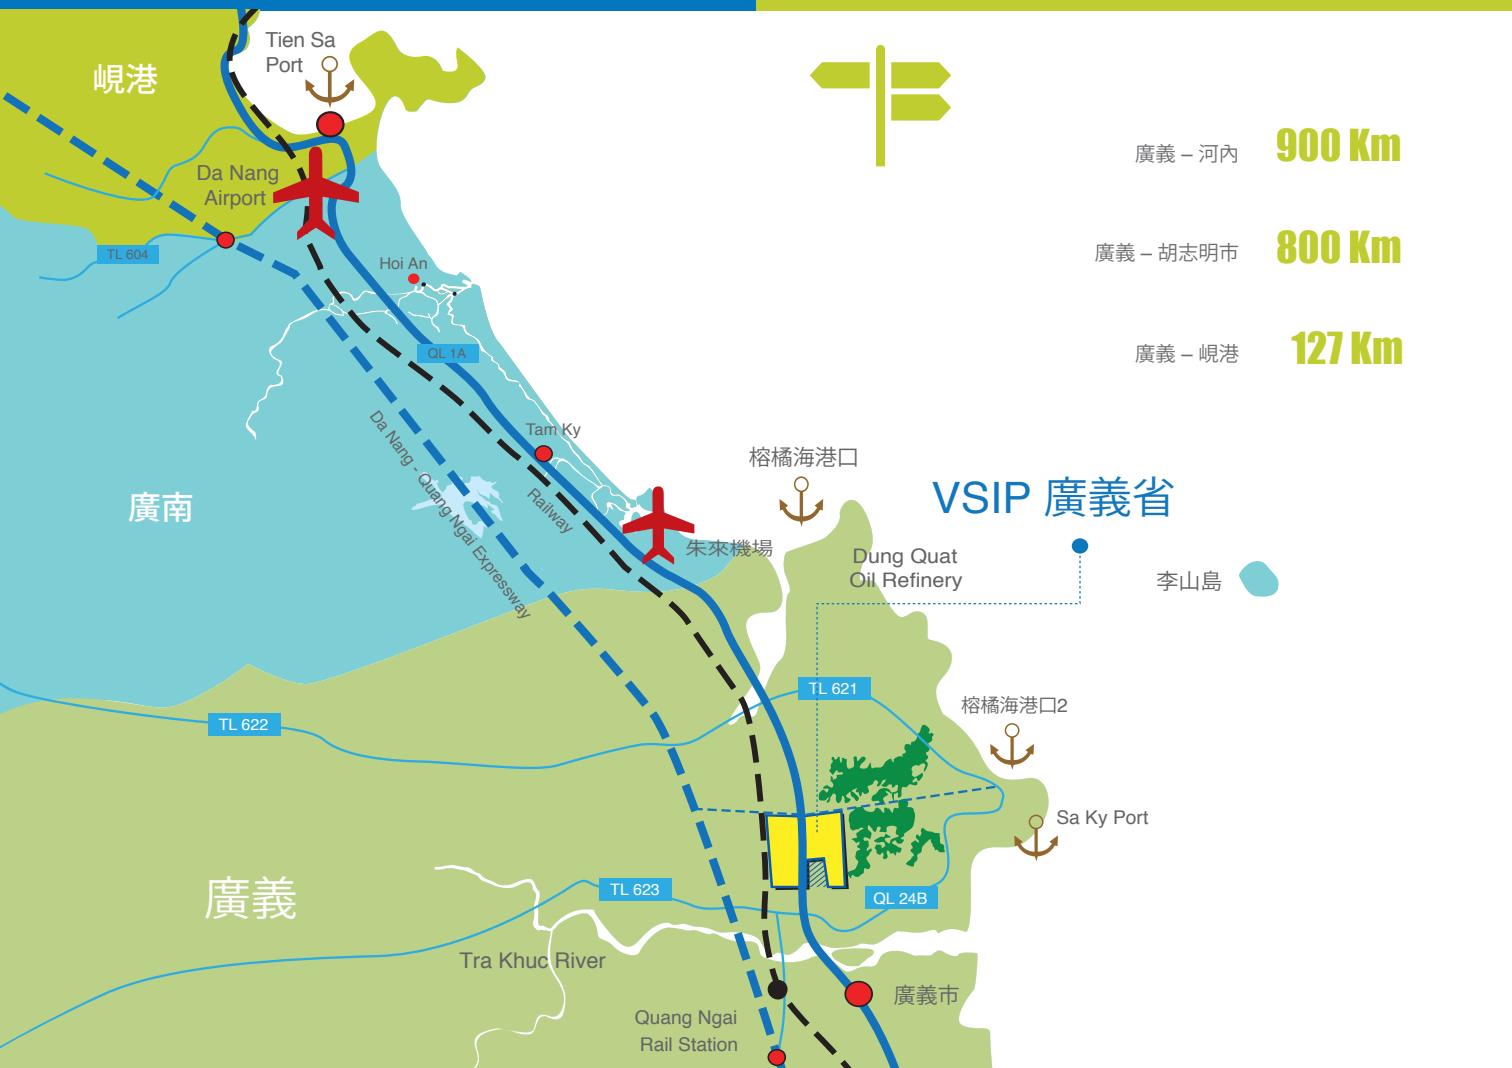 Tien Sa
Port
峴港
廣義 – 河內
900 Km
Da Nang
Airport
TL 604
廣義 – 胡志明市
800 Km
Hoi An
QL 1A
廣義 – 峴港
127 Km
Da Nang - Quang Ngai Expressway
Tam Ky
榕橘海港口
VSIP 廣義省
廣南
Railway
朱來機場
Dung Quat
Oil Refinery
李山島
TL 621
榕橘海港口2
TL 622
Sa Ky Port
廣義
TL 623
QL 24B
Tra Khuc River
廣義市
Quang Ngai
Rail Station